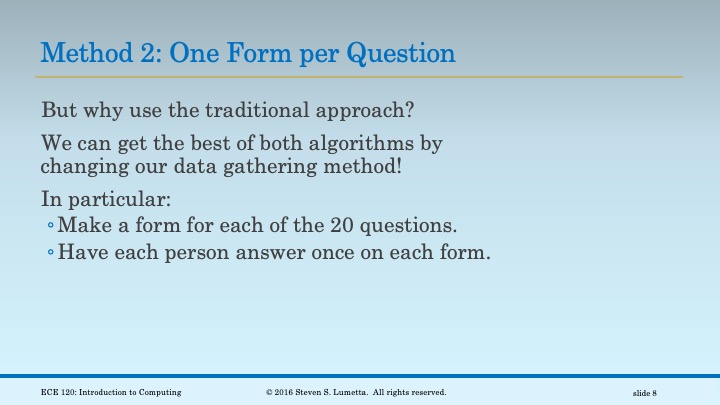 Method 2: One Form per Question
But why use the traditional approach?
We can get the best of both algorithms by
changing our data gathering method!
In particular:
◦Make a form for each of the 20 questions.
◦Have each person answer once on each form.
ECE 120: Introduction to Computing © 2016 Steven S. Lumetta. All rights reserved. slide 8